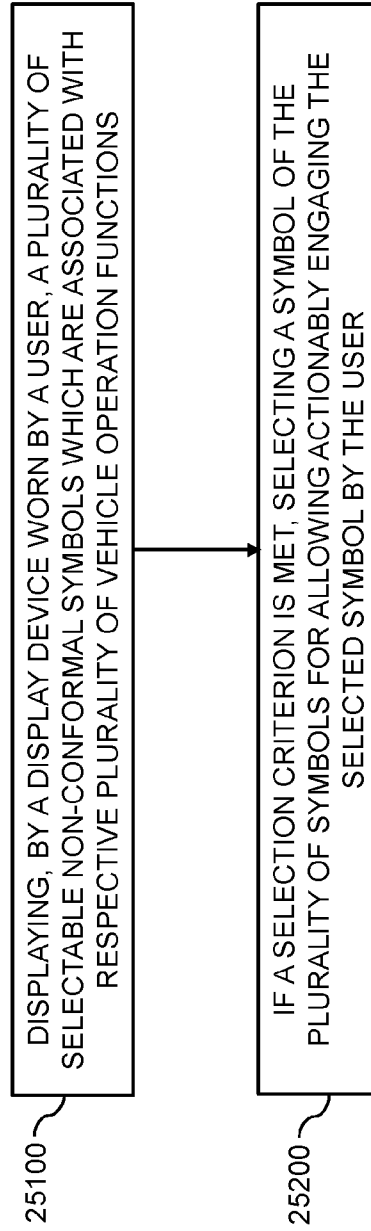 25100
DISPLAYING, BY A DISPLAY DEVICE WORN BY A USER, A PLURALITY OF
SELECTABLE NON-CONFORMAL SYMBOLS WHICH ARE ASSOCIATED WITH
RESPECTIVE PLURALITY OF VEHICLE OPERATION FUNCTIONS
25200
IF A SELECTION CRITERION IS MET, SELECTING A SYMBOL OF THE
PLURALITY OF SYMBOLS FOR ALLOWING ACTIONABLY ENGAGING THE
SELECTED SYMBOL BY THE USER